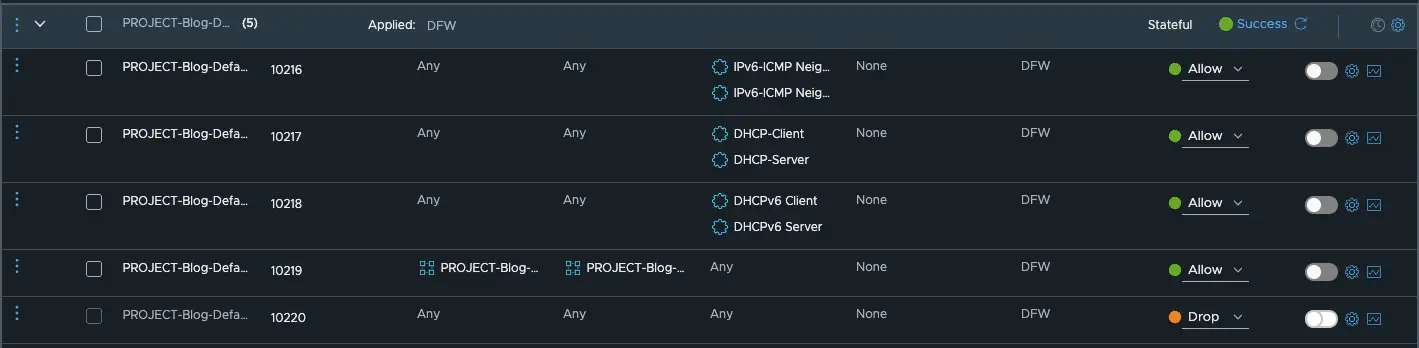 PROJECT-Blog-D... (5) Applied: DFW Stateful Success
PROJECT-Blog-Defa... 10216 Any Any IPv6-ICMP Neig... None DFW Allow
IPv6-ICMP Neig...
PROJECT-Blog-Defa... 10217 Any Any DHCP-Client None DFW Allow
DHCP-Server
PROJECT-Blog-Defa... 10218 Any Any DHCPv6 Client None DFW Allow
DHCPv6 Server
PROJECT-Blog-Defa... 10219 PROJECT-Blog-... PROJECT-Blog-... Any None DFW Allow
PROJECT-Blog-Defa... 10220 Any Any Any None DFW Drop